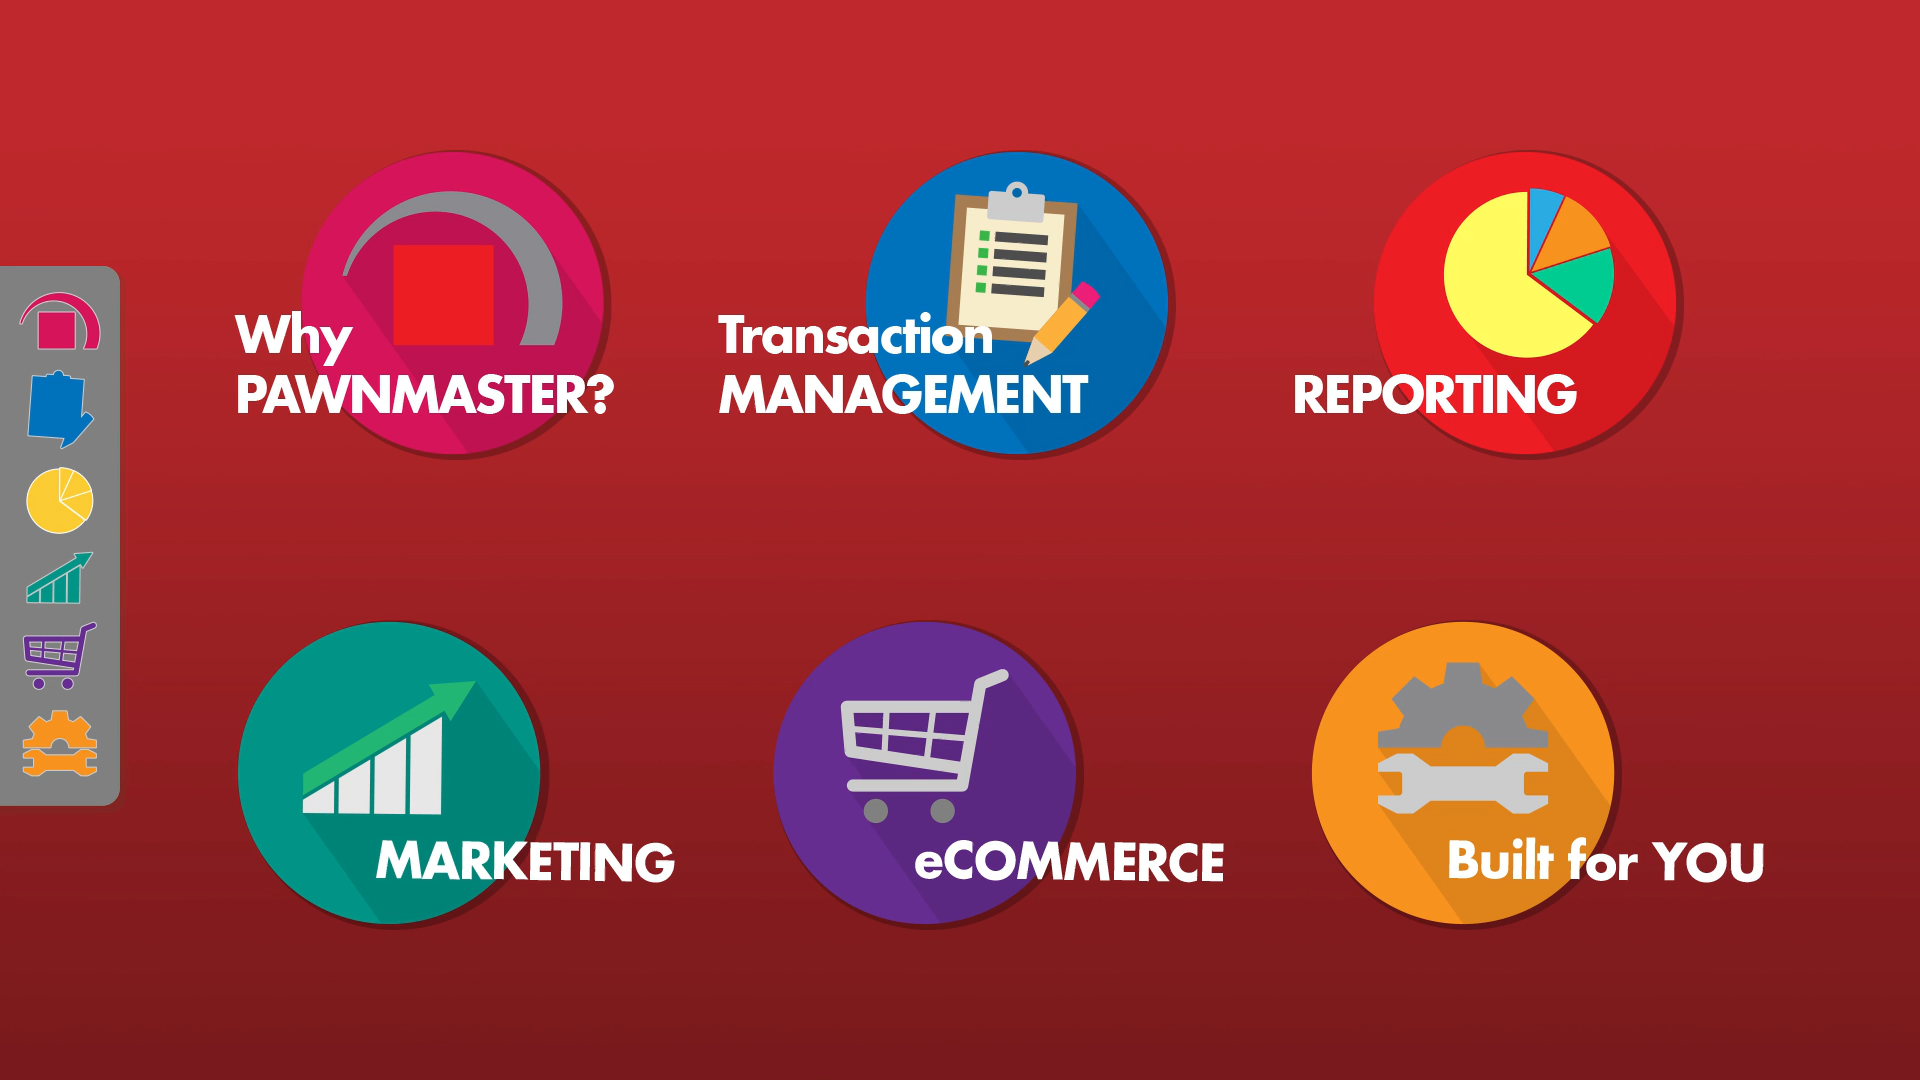 Why
PAWNMASTER?
Transaction
MANAGEMENT
REPORTING
MARKETING
eCOMMERCE
Built for YOU